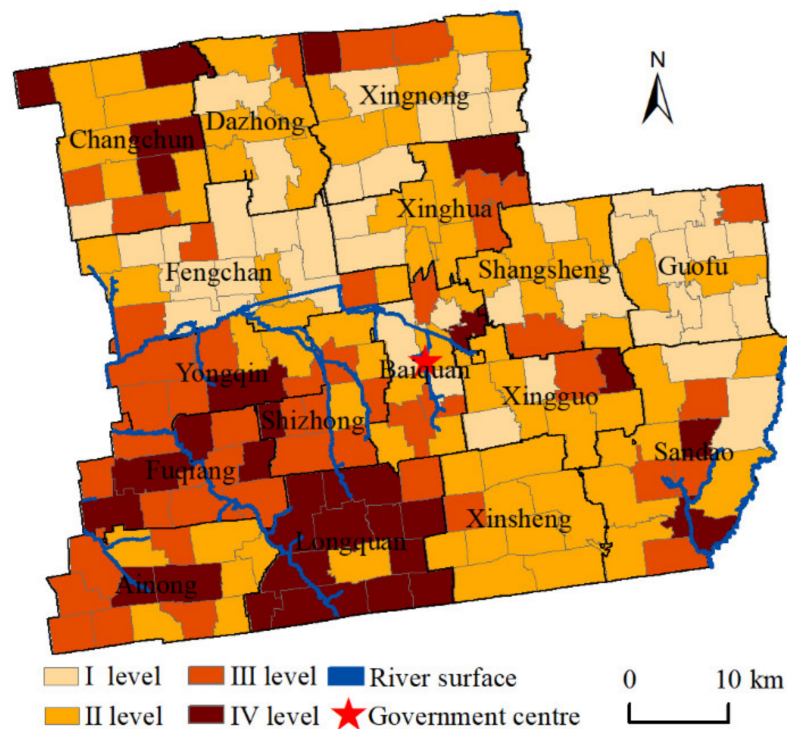 N
Xingnong
Dazhong
Changchun
Xinghua
Shangsheng
Guofu
Fengchan
Yongqin
Baiquan
Xingguo
Shizhong
Sandao
Fuqiang
Xinsheng
Longquan
Ainong
I level
III level
River surface
0 10 km
II level
IV level
Government centre